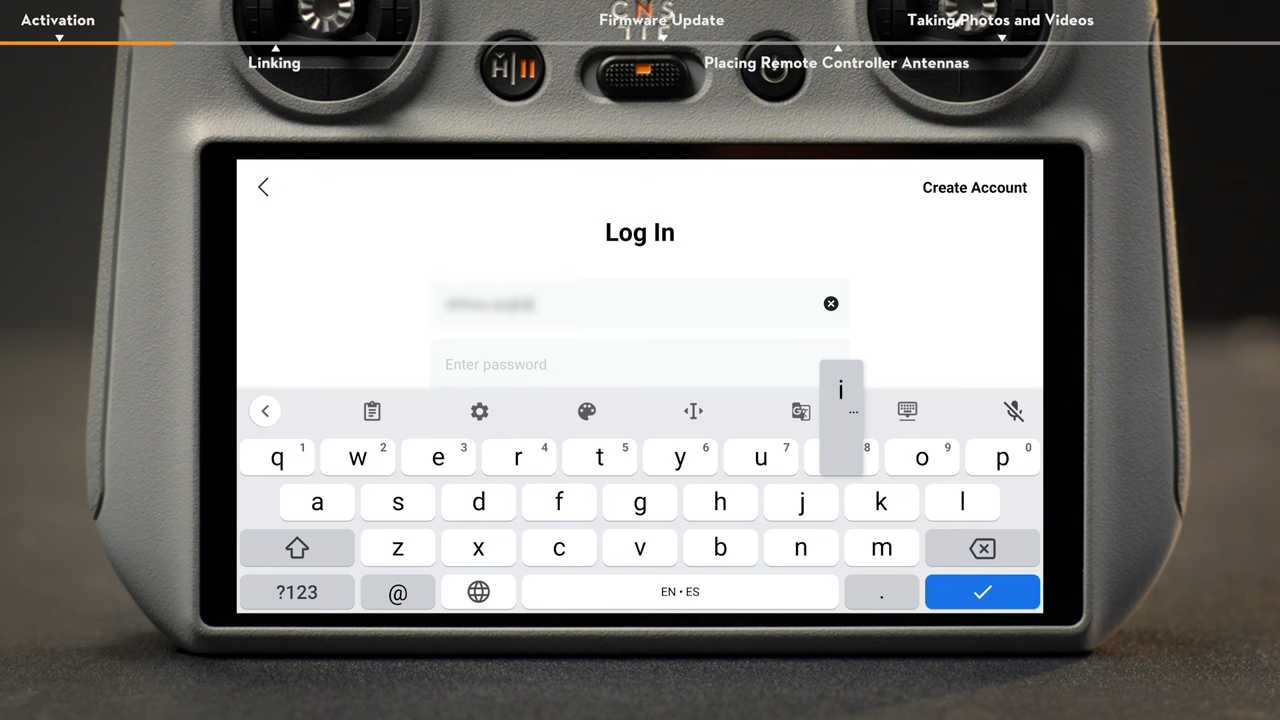 Activation
Firmware Update
Taking Photos and Videos
Linking
Placing Remote Controller Antennas
C N S
Create Account
Log In
Enter password
i
...
q 1 w 2 e 3 r 4 t 5 y 6 u 7 8 o 9 p 0
a s d f g h j k l
z x c v b n m
?123 @ EN • ES .